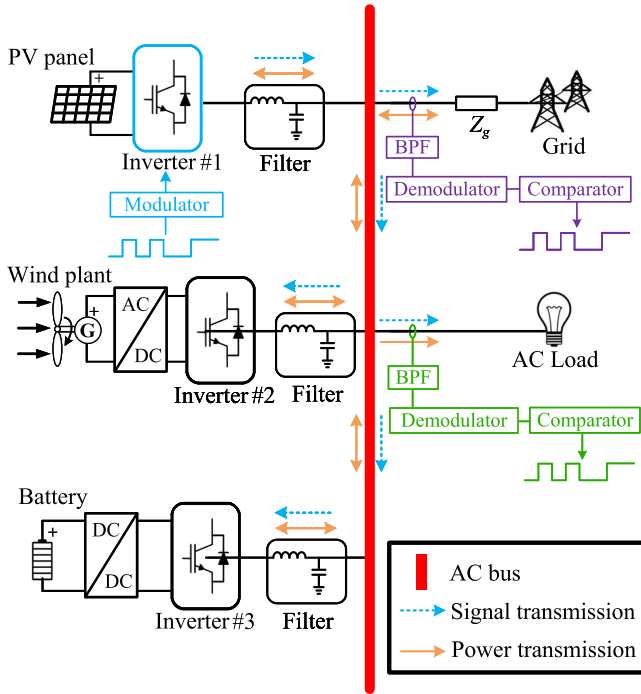 PV panel
+
Inverter #1
Filter
Z_g
Grid
BPF
Demodulator
Comparator
Modulator
Wind plant
+
G
AC
DC
Inverter #2
Filter
AC Load
BPF
Demodulator
Comparator
Battery
+
DC
DC
Inverter #3
Filter
AC bus
Signal transmission
Power transmission